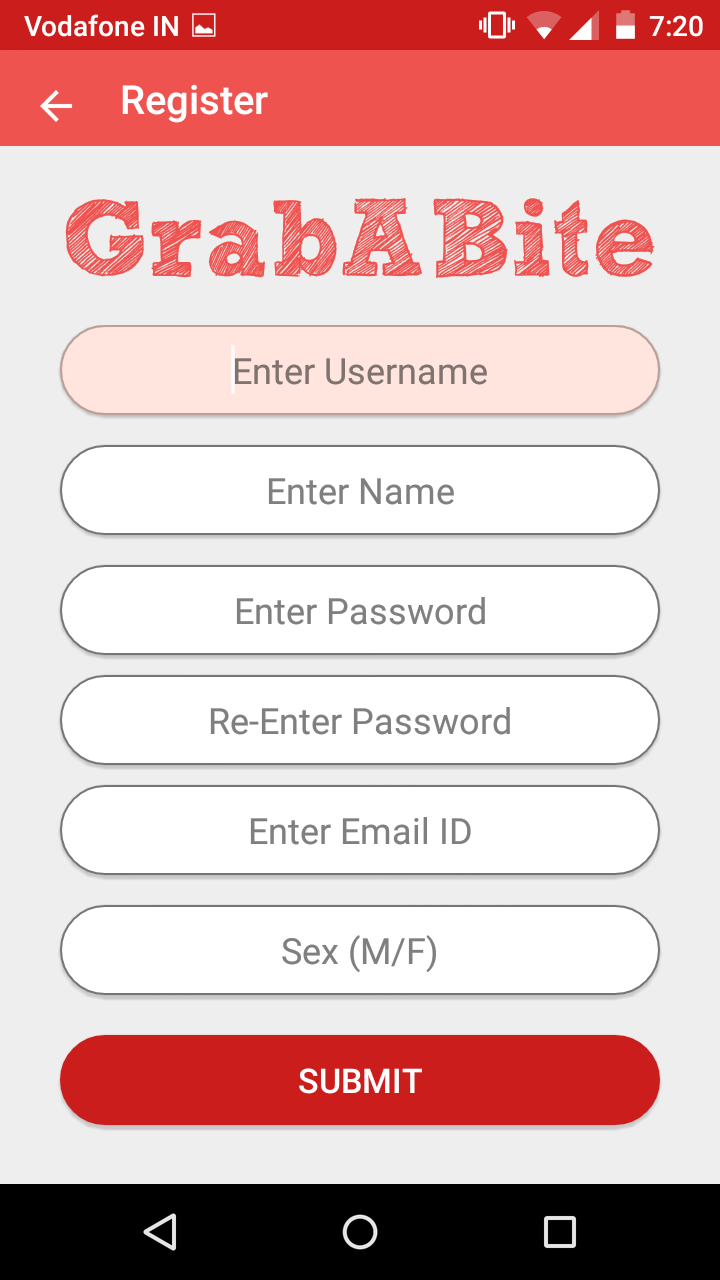 Vodafone IN 7:20
Register
GrabABite
Enter Username
Enter Name
Enter Password
Re-Enter Password
Enter Email ID
Sex (M/F)
SUBMIT